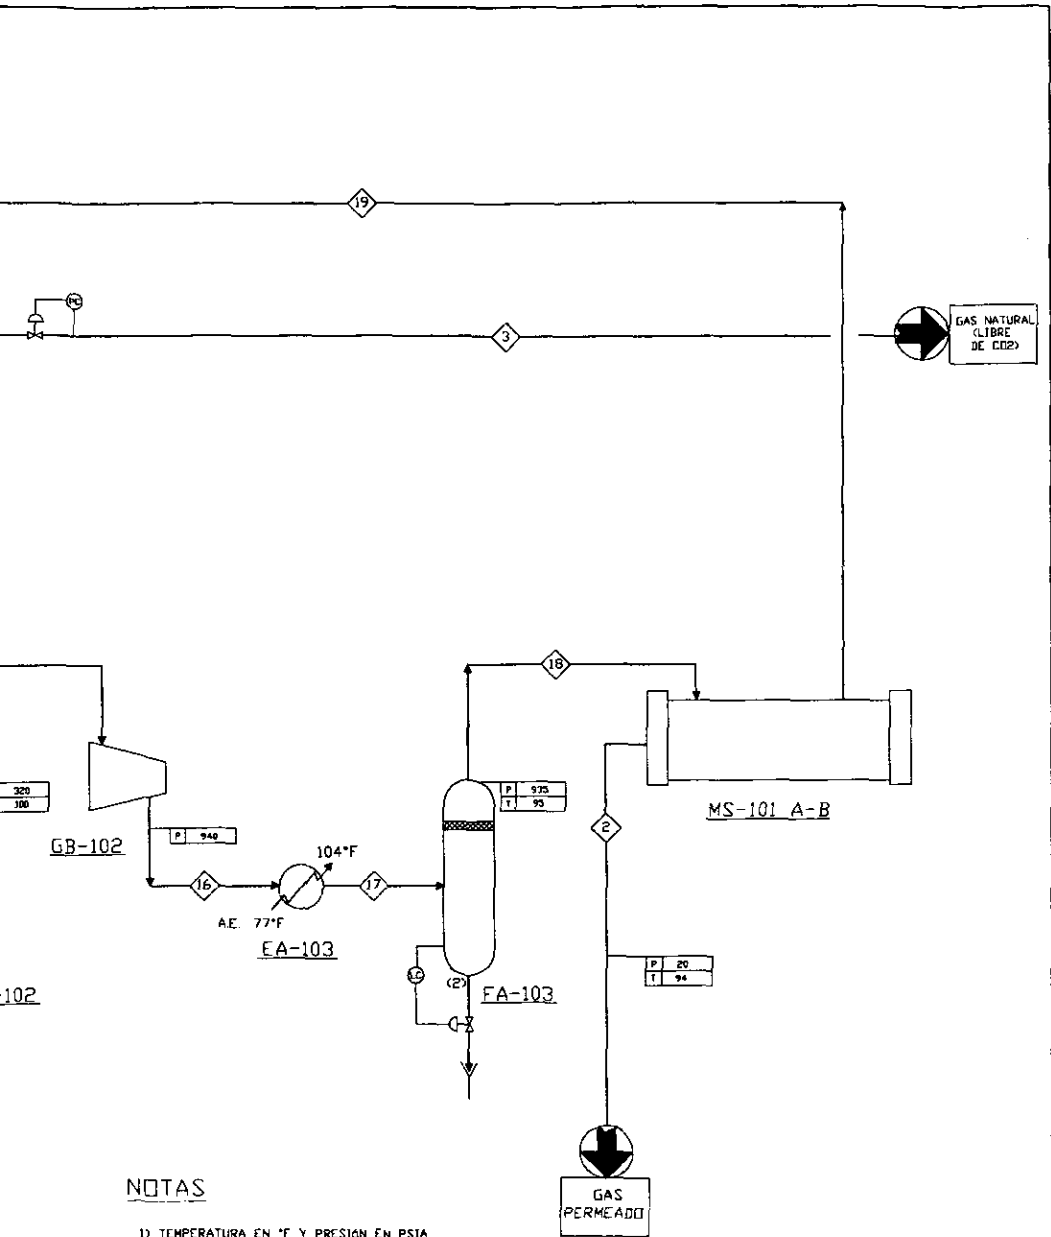 19
PC
3
GAS NATURAL
(LIBRE
DE CO2)
18
320
100
P 935
T 95
MS-101 A-B
2
P 940
GB-102
104°F
16
17
A.E. 77°F
EA-103
P 20
T 94
LC
(2)
FA-103
-102
GAS
PERMEADO
NOTAS
1) TEMPERATURA EN °F Y PRESION EN PSIA